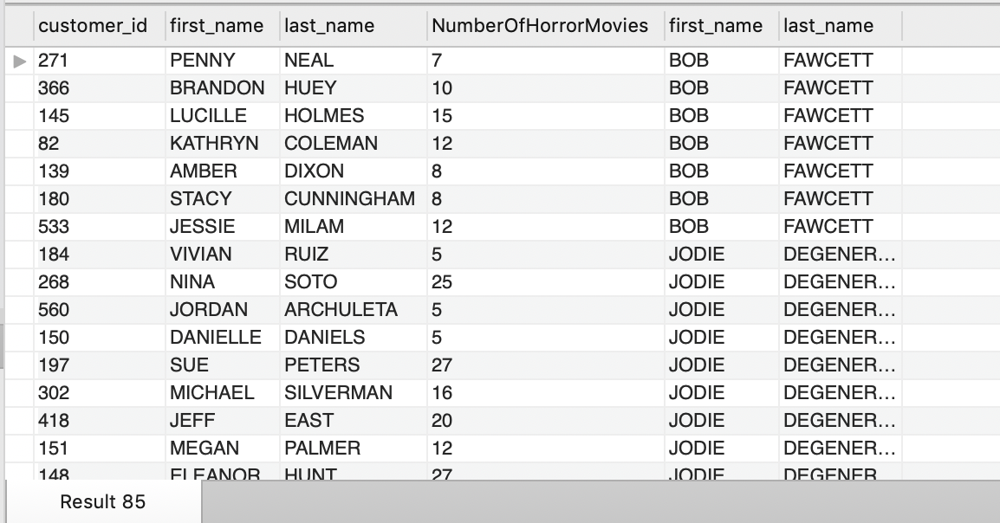 customer_id first_name last_name NumberOfHorrorMovies first_name last_name
271 PENNY NEAL 7 BOB FAWCETT
366 BRANDON HUEY 10 BOB FAWCETT
145 LUCILLE HOLMES 15 BOB FAWCETT
82 KATHRYN COLEMAN 12 BOB FAWCETT
139 AMBER DIXON 8 BOB FAWCETT
180 STACY CUNNINGHAM 8 BOB FAWCETT
533 JESSIE MILAM 12 BOB FAWCETT
184 VIVIAN RUIZ 5 JODIE DEGENER...
268 NINA SOTO 25 JODIE DEGENER...
560 JORDAN ARCHULETA 5 JODIE DEGENER...
150 DANIELLE DANIELS 5 JODIE DEGENER...
197 SUE PETERS 27 JODIE DEGENER...
302 MICHAEL SILVERMAN 16 JODIE DEGENER...
418 JEFF EAST 20 JODIE DEGENER...
151 MEGAN PALMER 12 JODIE DEGENER...
148 ELEANOR HUNT 27 JODIE DEGENER
Result 85